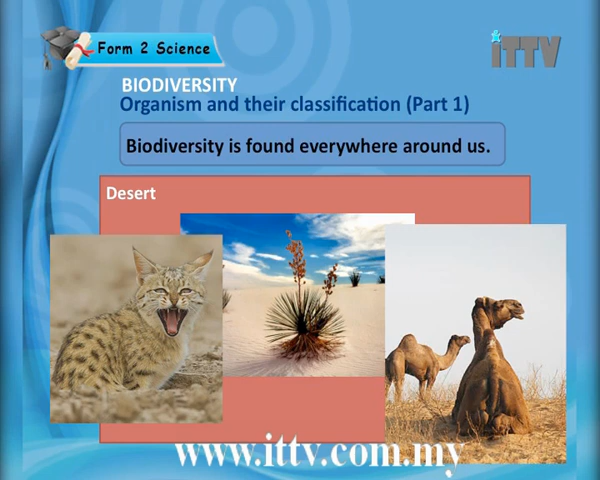 Form 2 Science
iTTV
BIODIVERSITY
Organism and their classification (Part 1)
Biodiversity is found everywhere around us.
Desert
www.ittv.com.my